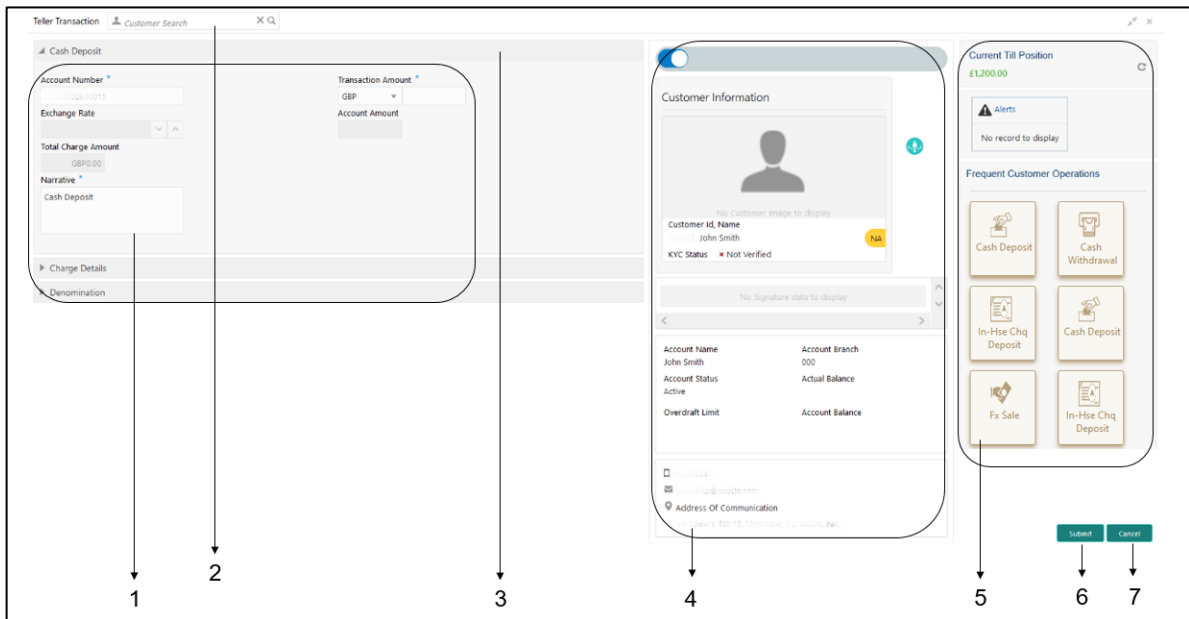 Teller Transaction
Customer Search
Cash Deposit
Account Number *
Transaction Amount *
GBP
Exchange Rate
Account Amount
Total Charge Amount
GBP0.00
Narrative *
Cash Deposit
Charge Details
Denomination
Customer Information
No Customer Image to display
Customer Id, Name
, John Smith
NA
KYC Status × Not Verified
No Signature data to display
Account Name
Account Branch
John Smith
000
Account Status
Actual Balance
Active
Overdraft Limit
Account Balance
Address Of Communication
NA
Current Till Position
£1,200.00
Alerts
No record to display
Frequent Customer Operations
Cash Deposit
Cash
Withdrawal
In-Hse Chq
Deposit
Cash Deposit
Fx Sale
In-Hse Chq
Deposit
Submit
Cancel
1
2
3
4
5
6
7